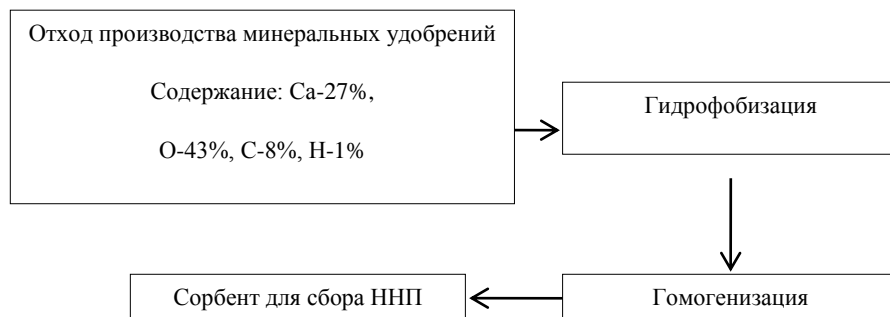 Отход производства минеральных удобрений
Содержание: Ca-27%,
O-43%, C-8%, H-1%
Гидрофобизация
Гомогенизация
Сорбент для сбора ННП